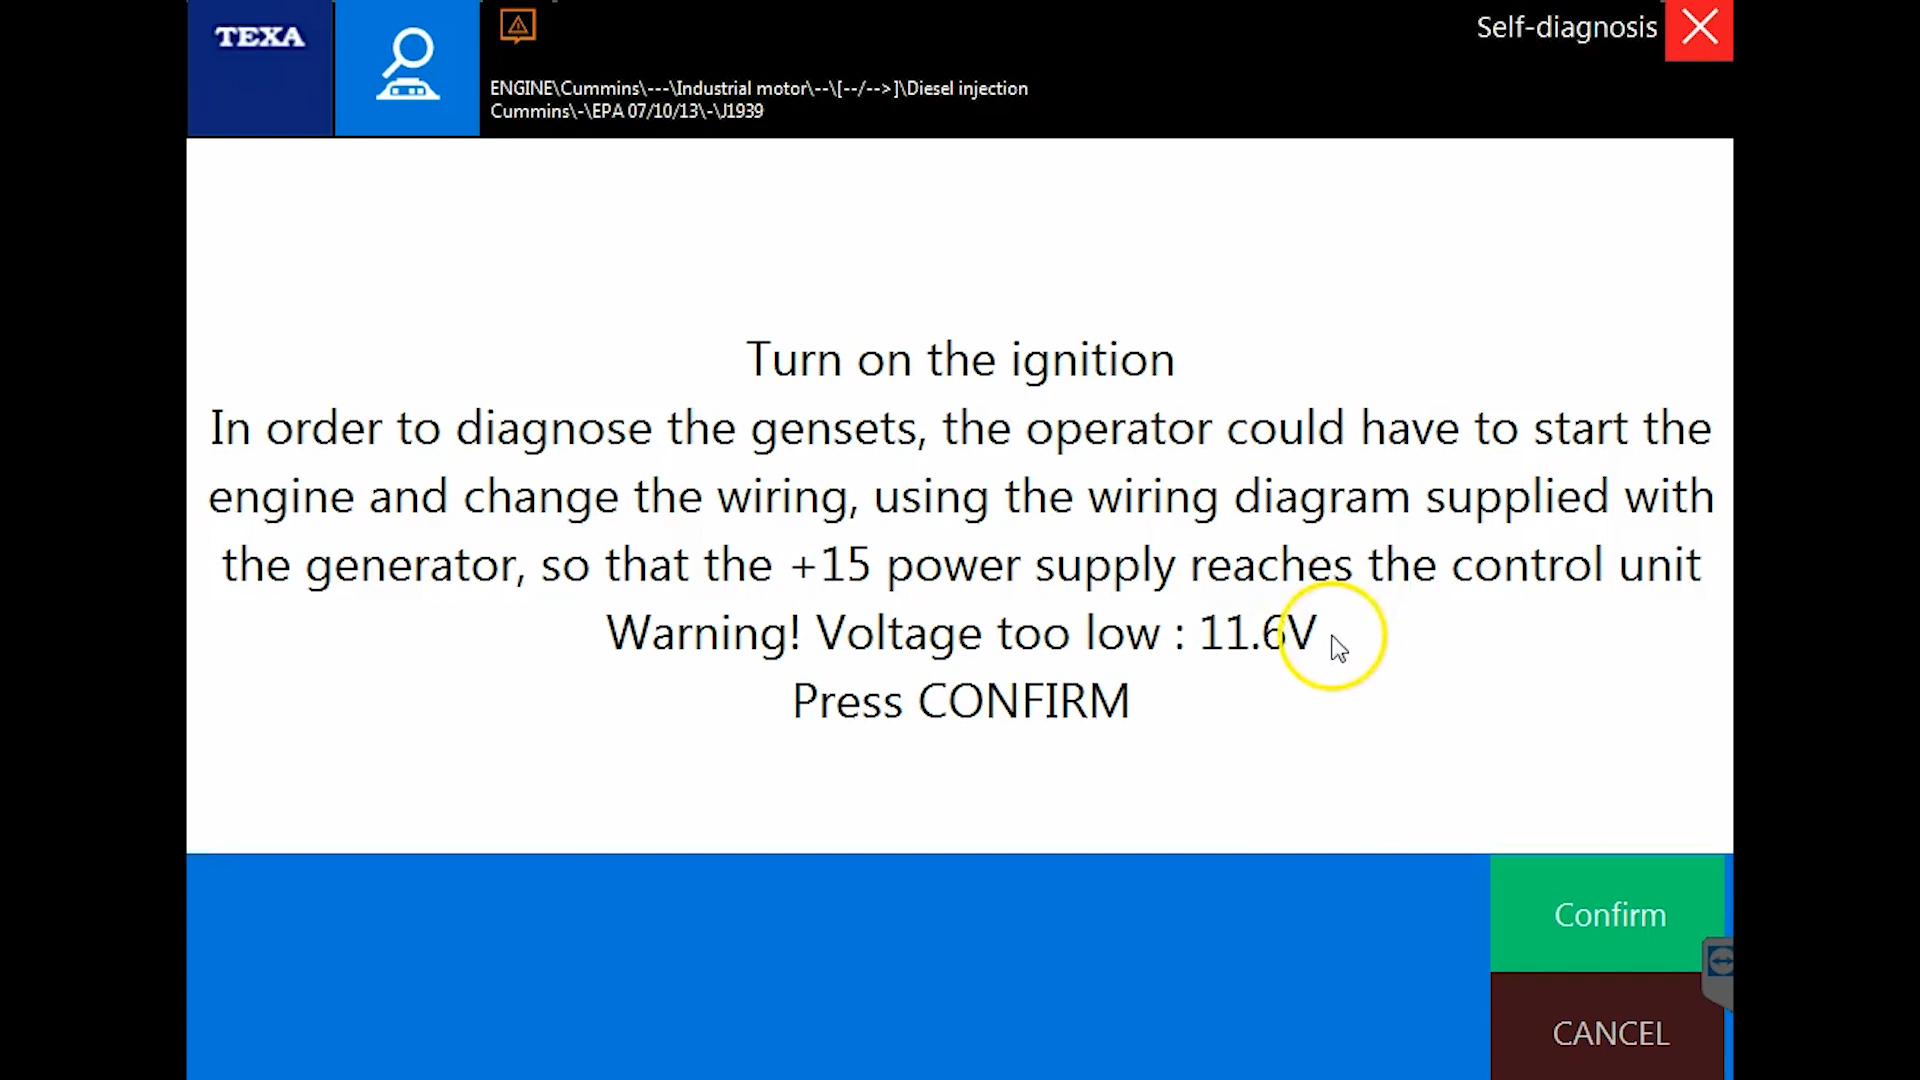 TEXA
Self-diagnosis
ENGINE\Cummins\---\Industrial motor\--\[--/-->]\Diesel injection
Cummins\-\EPA 07/10/13\-\J1939
Turn on the ignition
In order to diagnose the gensets, the operator could have to start the
engine and change the wiring, using the wiring diagram supplied with
the generator, so that the +15 power supply reaches the control unit
Warning! Voltage too low : 11.6V
Press CONFIRM
Confirm
CANCEL